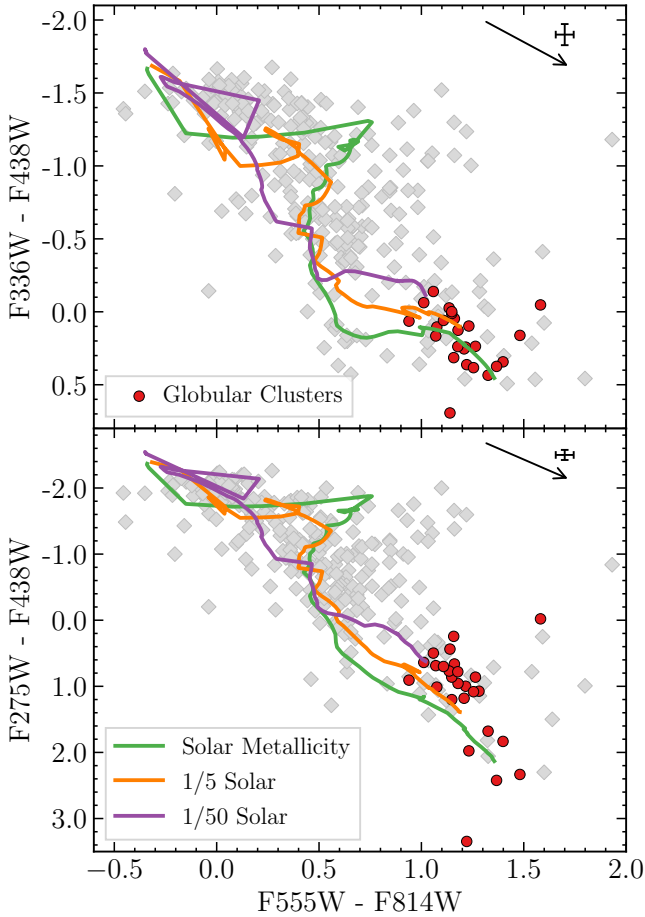 -2.0
-1.5
-1.0
-0.5
0.0
0.5
F336W - F438W
Globular Clusters
-2.0
-1.0
0.0
1.0
2.0
3.0
F275W - F438W
Solar Metallicity
1/5 Solar
1/50 Solar
−0.5 0.0 0.5 1.0 1.5 2.0
F555W - F814W